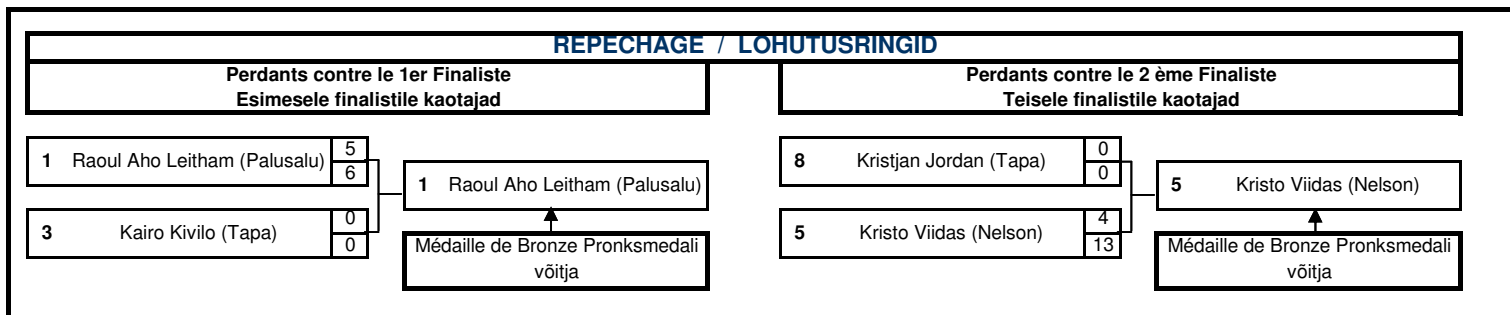 REPECHAGE / LOHUTUSRINGID
Perdants contre le 1er Finaliste
Esimesele finalistile kaotajad
Perdants contre le 2 ème Finaliste
Teisele finalistile kaotajad
1 Raoul Aho Leitham (Palusalu) 5
6
1 Raoul Aho Leitham (Palusalu)
3 Kairo Kivilo (Tapa) 0
0
Médaille de Bronze Pronksmedali
võitja
8 Kristjan Jordan (Tapa) 0
0
5 Kristo Viidas (Nelson)
5 Kristo Viidas (Nelson) 4
13
Médaille de Bronze Pronksmedali
võitja